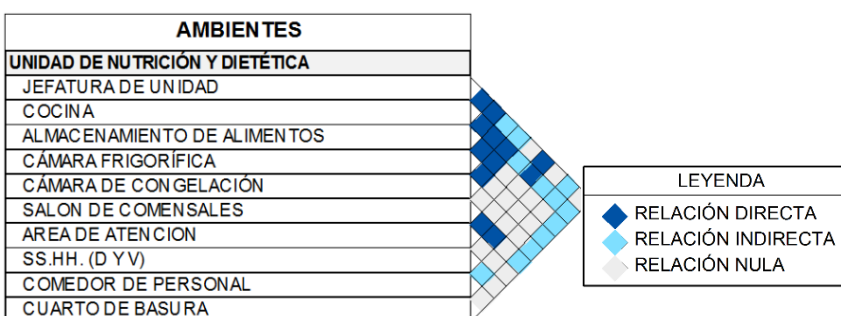 AMBIENTES
UNIDAD DE NUTRICIÓN Y DIETÉTICA
JEFATURA DE UNIDAD
COCINA
ALMACENAMIENTO DE ALIMENTOS
CÁMARA FRIGORÍFICA
CÁMARA DE CONGELACIÓN
SALON DE COMENSALES
AREA DE ATENCION
SS.HH. (D Y V)
COMEDOR DE PERSONAL
CUARTO DE BASURA
LEYENDA
RELACIÓN DIRECTA
RELACIÓN INDIRECTA
RELACIÓN NULA